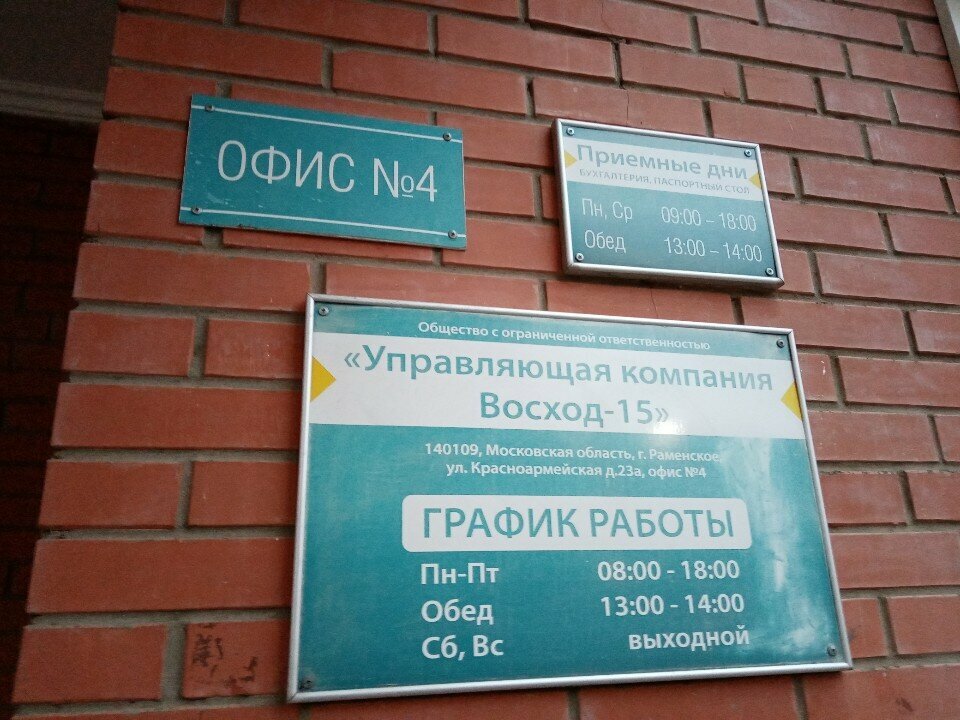 ОФИС №4
Приемные дни
БУХГАЛТЕРИЯ, ПАСПОРТНЫЙ СТОЛ
Пн, Ср 09:00 – 18:00
Обед 13:00 – 14:00
Общество с ограниченной ответственностью
«Управляющая компания
Восход-15»
140109, Московская область, г. Раменское,
ул. Красноармейская д.23а, офис №4
ГРАФИК РАБОТЫ
Пн-Пт 08:00 - 18:00
Обед 13:00 - 14:00
Сб, Вс выходной